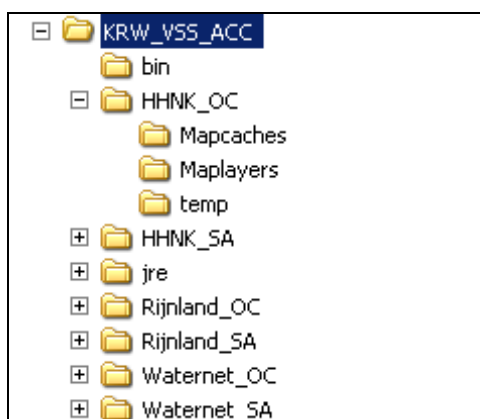 KRW_VSS_ACC
bin
HHNK_OC
Mapcaches
Maplayers
temp
HHNK_SA
jre
Rijnland_OC
Rijnland_SA
Waternet_OC
Waternet_SA